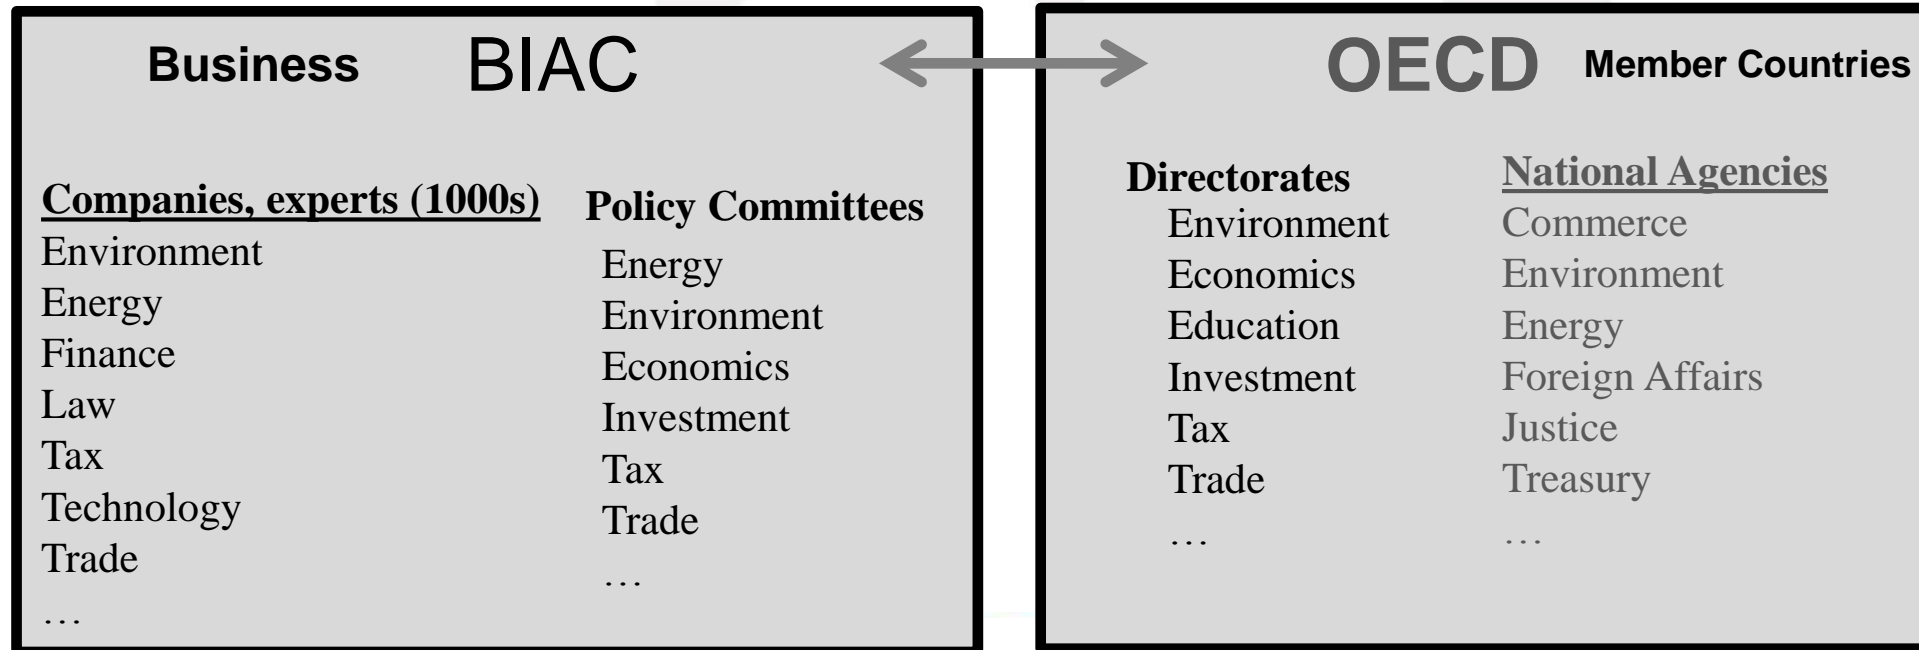 Business BIAC
Companies, experts (1000s)
Environment
Energy
Finance
Law
Tax
Technology
Trade
…
Policy Committees
Energy
Environment
Economics
Investment
Tax
Trade
…
OECD Member Countries
Directorates
Environment
Economics
Education
Investment
Tax
Trade
…
National Agencies
Commerce
Environment
Energy
Foreign Affairs
Justice
Treasury
…